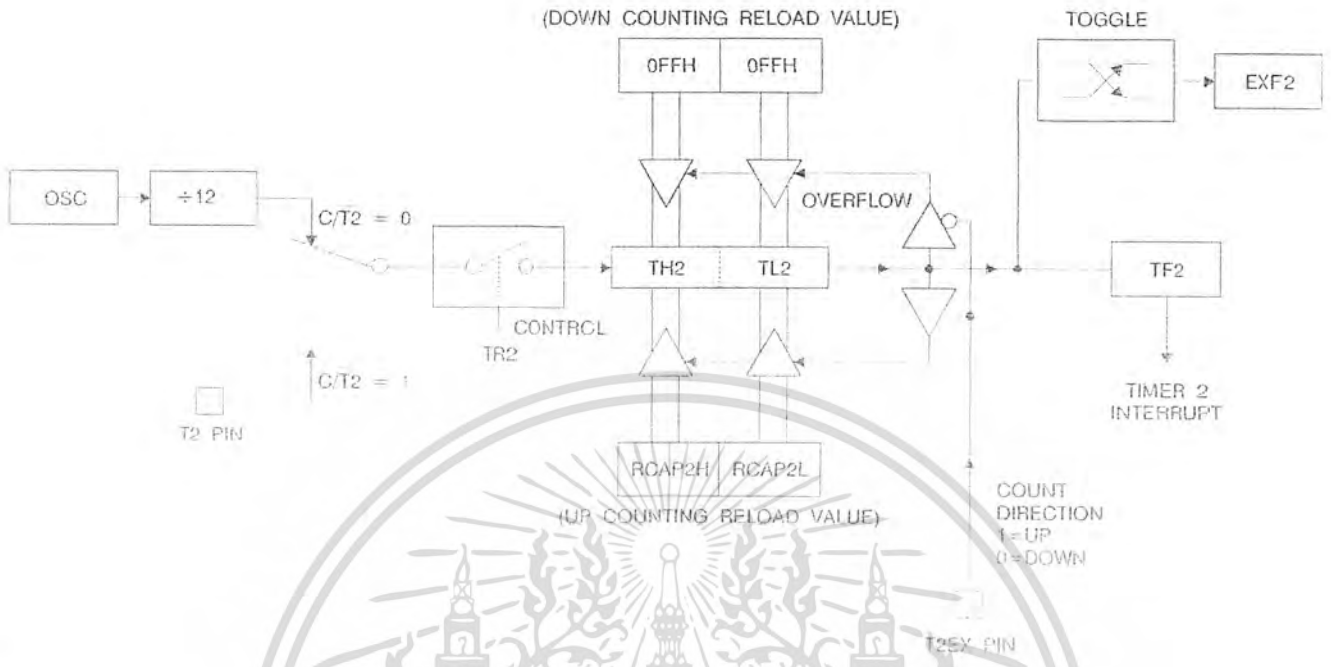 (DOWN COUNTING RELOAD VALUE)
TOGGLE
0FFH 0FFH
EXF2
OSC
÷12
OVERFLOW
C/T2 = 0
TH2 TL2
TF2
CONTROL
TR2
C/T2 = 1
T2 PIN
TIMER 2
INTERRUPT
RCAP2H RCAP2L
(UP COUNTING RELOAD VALUE)
COUNT
DIRECTION
1=UP
0=DOWN
T2EX PIN